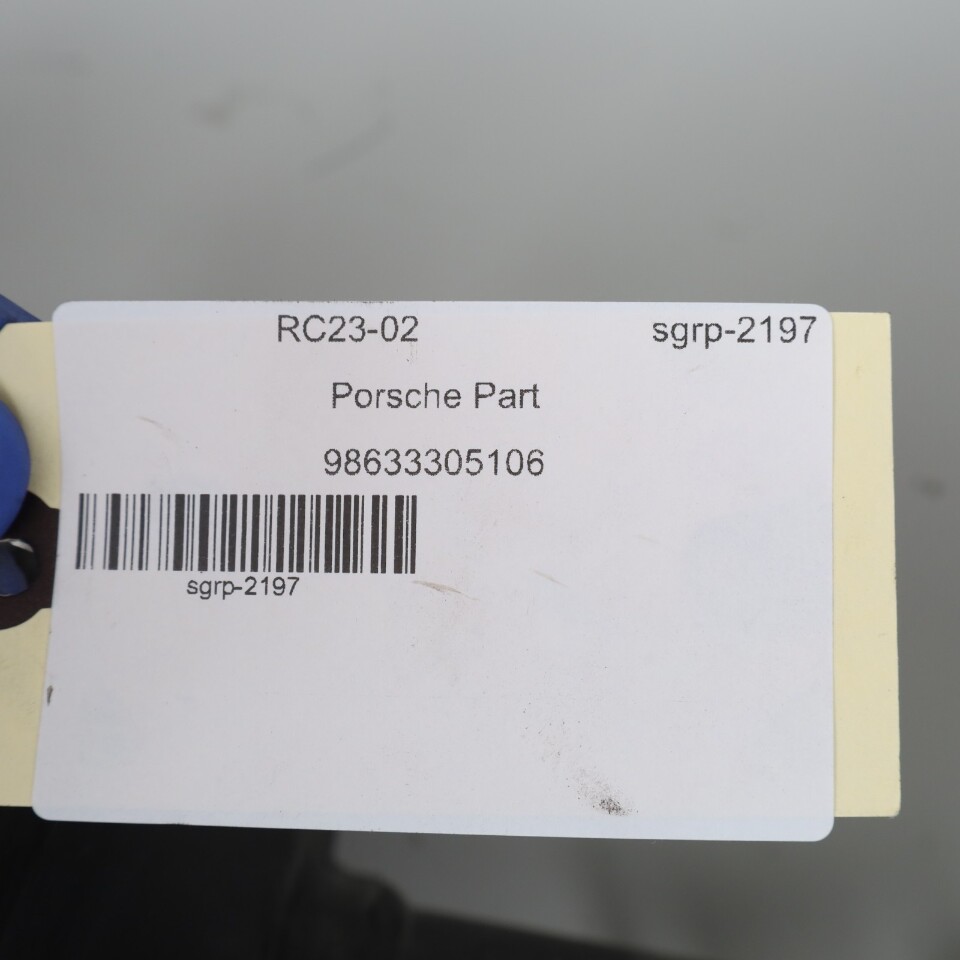 RC23-02 sgrp-2197
Porsche Part
98633305106
sgrp-2197